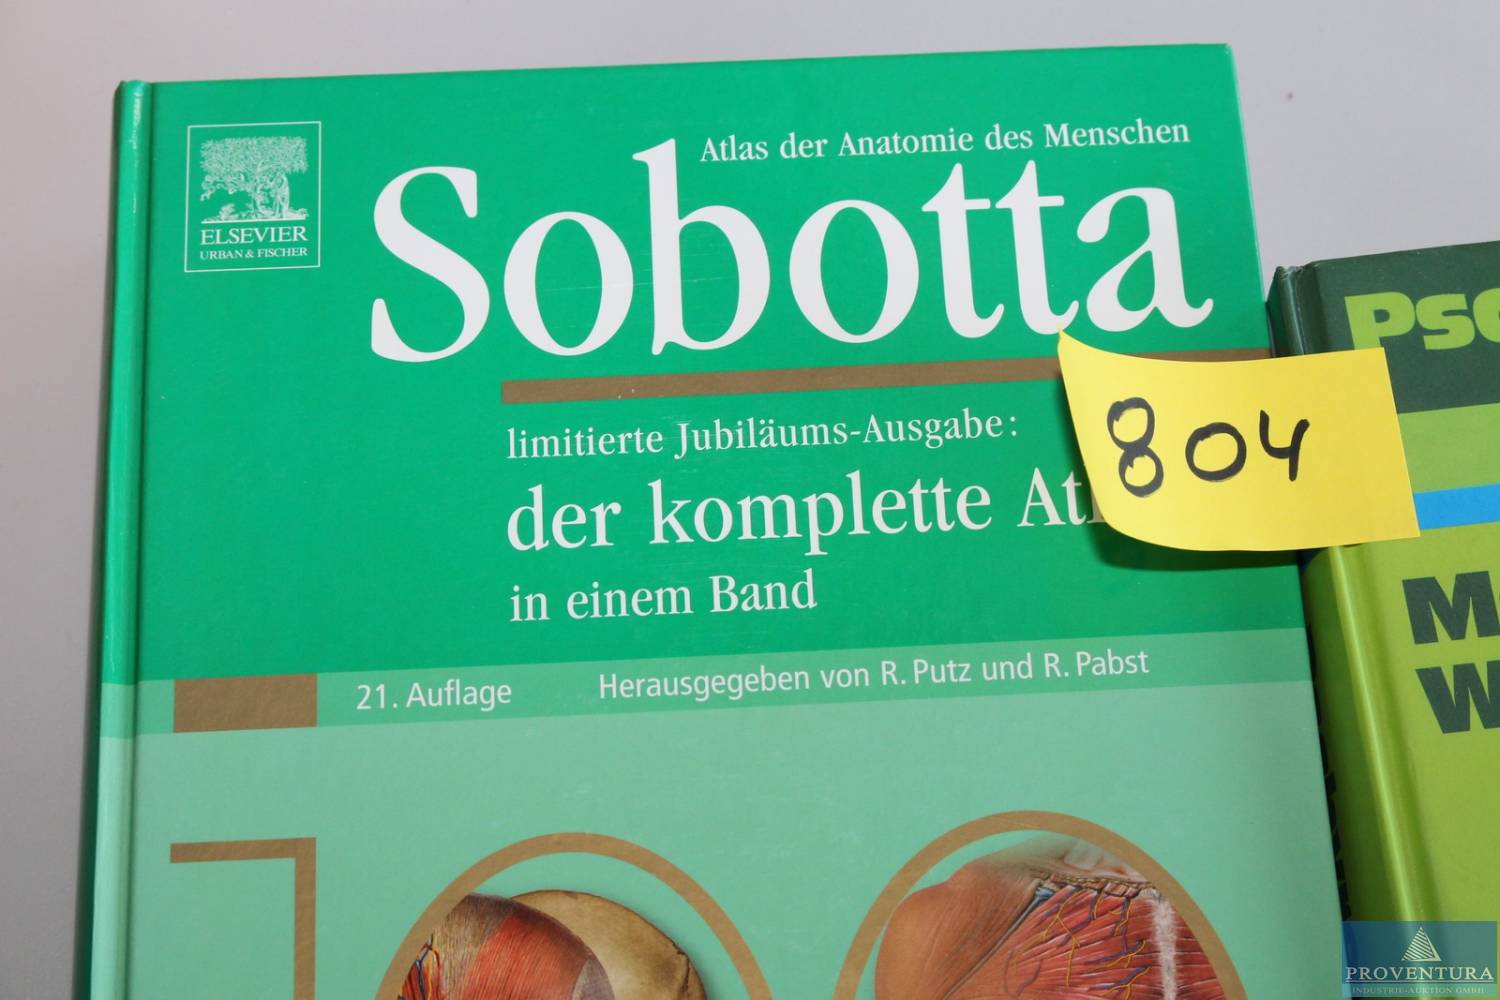 ELSEVIER
URBAN & FISCHER
Atlas der Anatomie des Menschen
Sobotta
limitierte Jubiläums-Ausgabe:
der komplette
in einem Band
804
21. Auflage
Herausgegeben von R. Putz und R. Pabst
100
PROVENTURA
INDUSTRIE-AUKTION GMBH